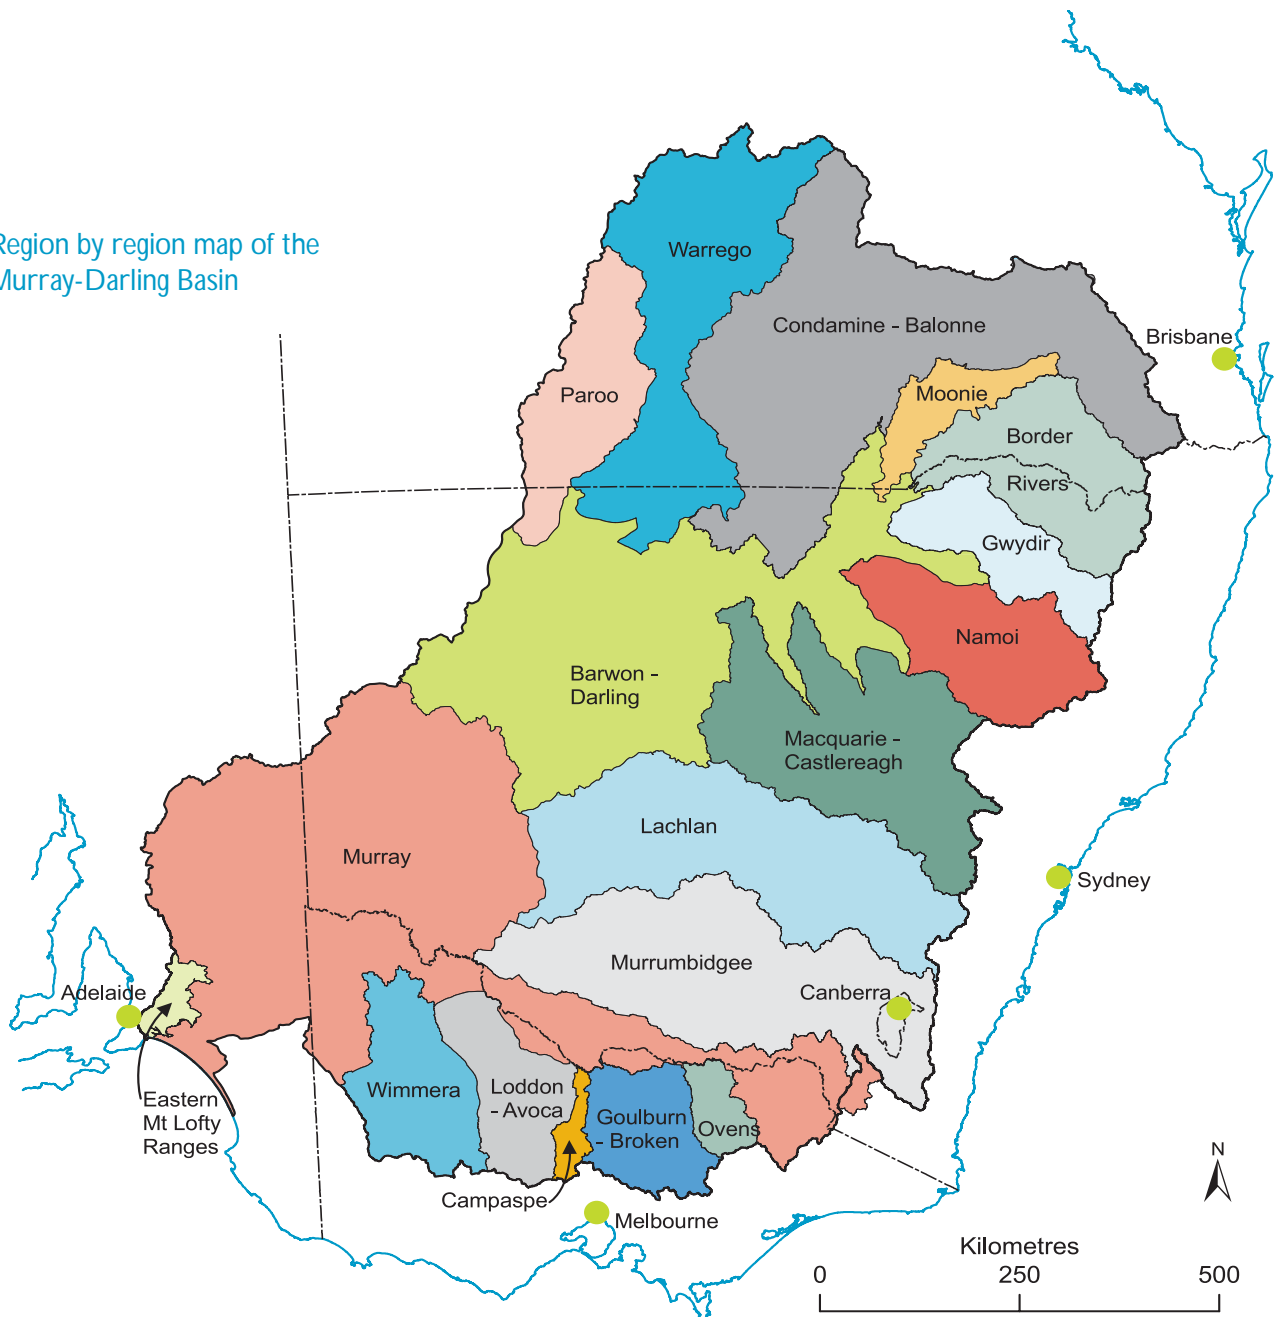 Region by region map of the
Murray-Darling Basin
Warrego
Condamine - Balonne
Brisbane
Paroo
Moonie
Border
Rivers
Gwydir
Namoi
Barwon -
Darling
Macquarie -
Castlereagh
Lachlan
Murray
Sydney
Murrumbidgee
Canberra
Adelaide
Wimmera
Loddon
- Avoca
Goulburn
- Broken
Ovens
Eastern
Mt Lofty
Ranges
Campaspe
Melbourne
N
Kilometres
0 250 500